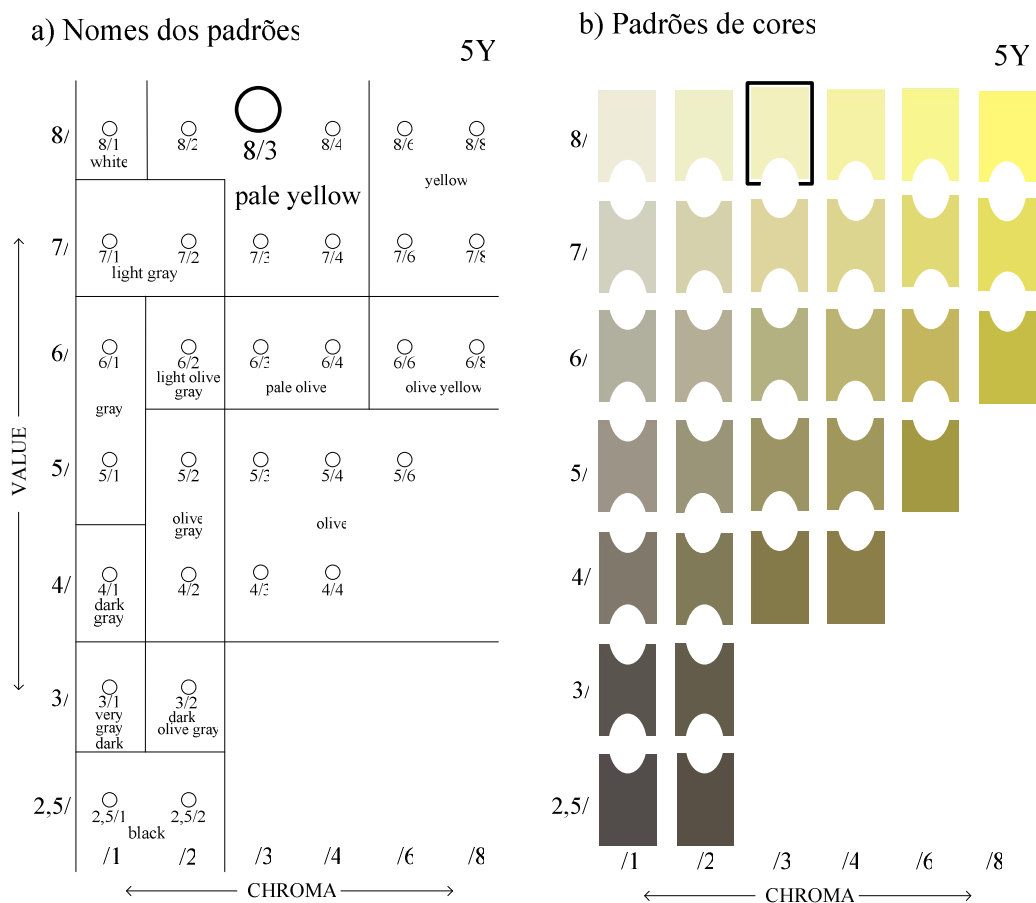 a) Nomes dos padrões
5Y
8/ 8/1 8/2 8/3 8/4 8/6 8/8
white
pale yellow
yellow
7/ 7/1 7/2 7/3 7/4 7/6 7/8
light gray
6/ 6/1 6/2 6/3 6/4 6/6 6/8
light olive
gray
pale olive
olive yellow
gray
5/ 5/1 5/2 5/3 5/4 5/6
olive
gray
olive
4/ 4/1 4/2 4/3 4/4
dark
gray
3/ 3/1 3/2
very
gray
dark
dark
olive gray
2,5/ 2,5/1 2,5/2
black
/1 /2 /3 /4 /6 /8
VALUE
CHROMA
b) Padrões de cores
5Y
8/
7/
6/
5/
4/
3/
2,5/
/1 /2 /3 /4 /6 /8
CHROMA